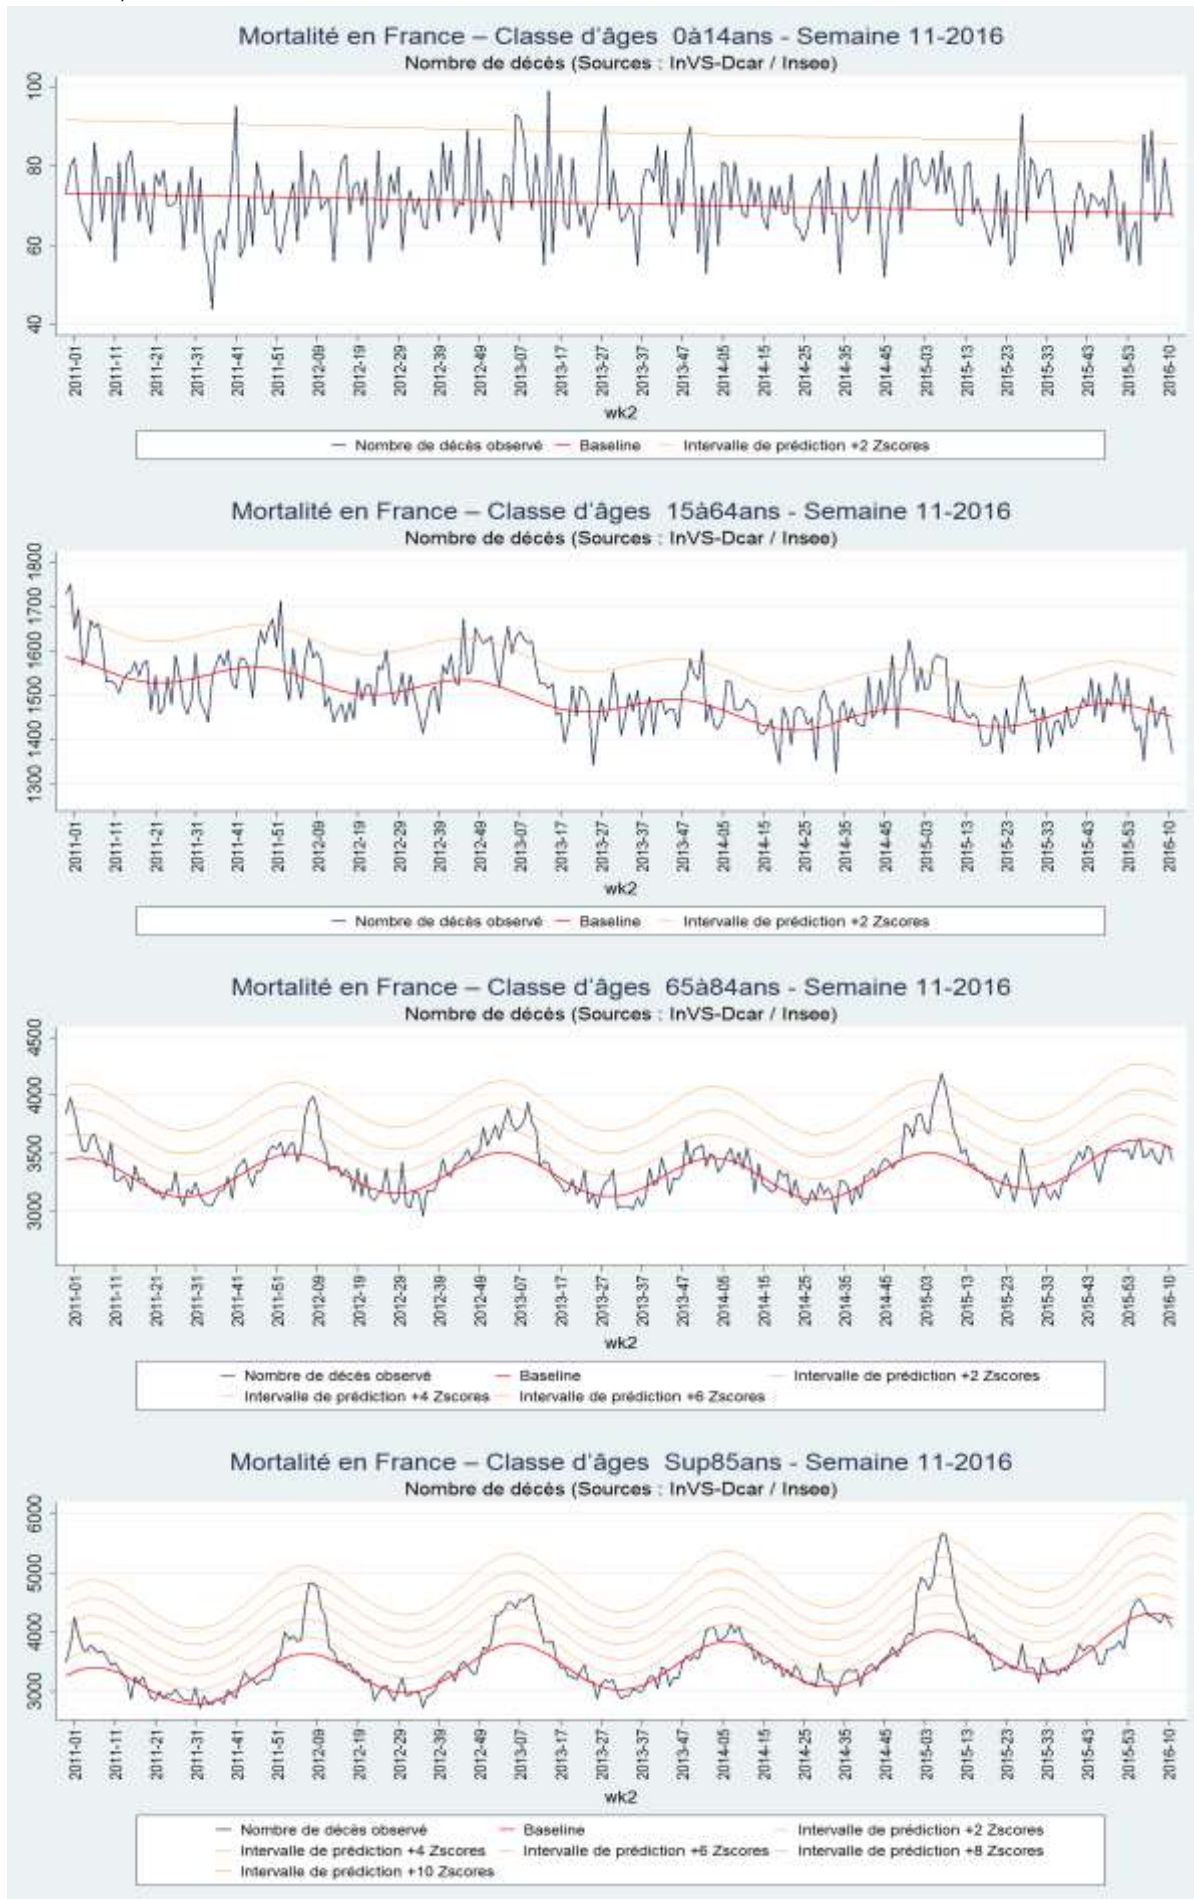 Mortalité en France – Classe d'âges 0à14ans - Semaine 11-2016
Nombre de décès (Sources : InVS-Dcar / Insee)
100
80
60
40
2011-01 2011-11 2011-21 2011-31 2011-41 2011-51 2012-09 2012-19 2012-29 2012-39 2012-49 2013-07 2013-17 2013-27 2013-37 2013-47 2014-05 2014-15 2014-25 2014-35 2014-45 2015-03 2015-13 2015-23 2015-33 2015-43 2015-53 2016-10
wk2
Nombre de décès observé Baseline Intervalle de prédiction +2 Zscores
Mortalité en France – Classe d'âges 15à64ans - Semaine 11-2016
Nombre de décès (Sources : InVS-Dcar / Insee)
1800
1700
1600
1500
1400
1300
2011-01 2011-11 2011-21 2011-31 2011-41 2011-51 2012-09 2012-19 2012-29 2012-39 2012-49 2013-07 2013-17 2013-27 2013-37 2013-47 2014-05 2014-15 2014-25 2014-35 2014-45 2015-03 2015-13 2015-23 2015-33 2015-43 2015-53 2016-10
wk2
Nombre de décès observé Baseline Intervalle de prédiction +2 Zscores
Mortalité en France – Classe d'âges 65à84ans - Semaine 11-2016
Nombre de décès (Sources : InVS-Dcar / Insee)
4500
4000
3500
3000
2011-01 2011-11 2011-21 2011-31 2011-41 2011-51 2012-09 2012-19 2012-29 2012-39 2012-49 2013-07 2013-17 2013-27 2013-37 2013-47 2014-05 2014-15 2014-25 2014-35 2014-45 2015-03 2015-13 2015-23 2015-33 2015-43 2015-53 2016-10
wk2
Nombre de décès observé Baseline Intervalle de prédiction +2 Zscores
Intervalle de prédiction +4 Zscores Intervalle de prédiction +6 Zscores
Mortalité en France – Classe d'âges Sup85ans - Semaine 11-2016
Nombre de décès (Sources : InVS-Dcar / Insee)
6000
5000
4000
3000
2011-01 2011-11 2011-21 2011-31 2011-41 2011-51 2012-09 2012-19 2012-29 2012-39 2012-49 2013-07 2013-17 2013-27 2013-37 2013-47 2014-05 2014-15 2014-25 2014-35 2014-45 2015-03 2015-13 2015-23 2015-33 2015-43 2015-53 2016-10
wk2
Nombre de décès observé Baseline Intervalle de prédiction +2 Zscores
Intervalle de prédiction +4 Zscores Intervalle de prédiction +6 Zscores Intervalle de prédiction +8 Zscores
Intervalle de prédiction +10 Zscores